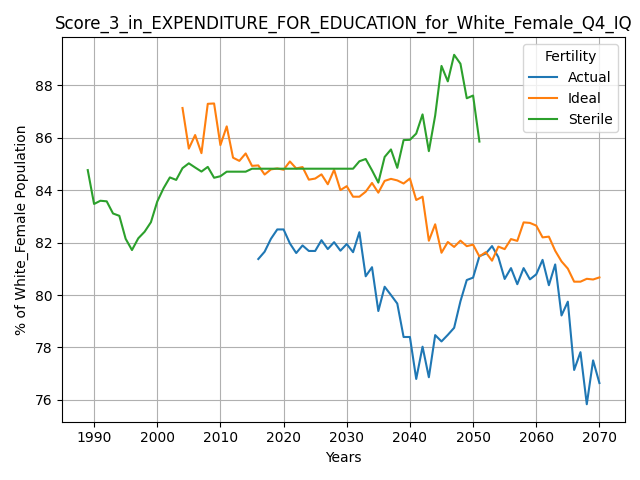 Score_3_in_EXPENDITURE_FOR_EDUCATION_for_White_Female_Q4_IQ
Fertility
Actual
Ideal
Sterile
% of White_Female Population
88
86
84
82
80
78
76
1990 2000 2010 2020 2030 2040 2050 2060 2070
Years